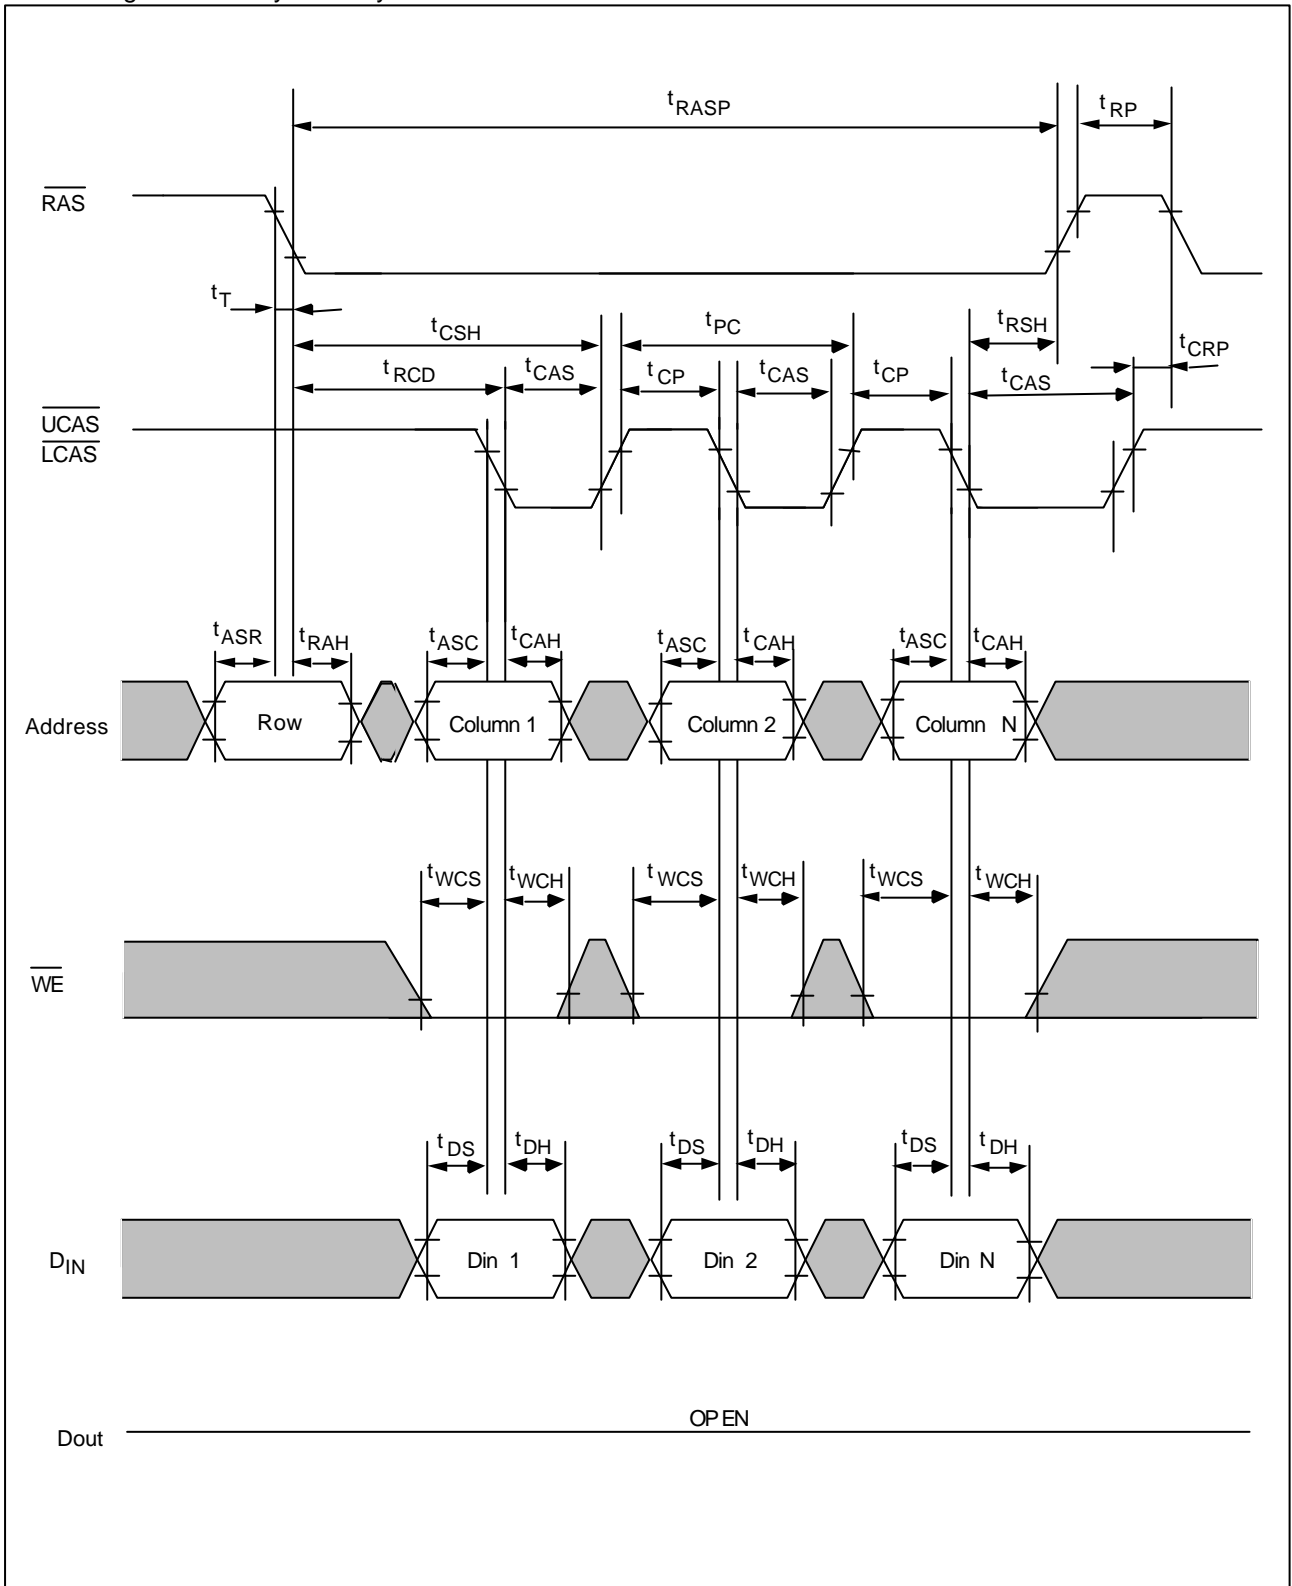 tRASP
tRP
RAS
tT
tCSH
tPC
tRSH
tCRP
tRCD
tCAS
tCP
tCAS
tCP
tCAS
UCAS
LCAS
tASR
tRAH
tASC
tCAH
tASC
tCAH
tASC
tCAH
Address
Row
Column 1
Column 2
Column N
tWCS
tWCH
tWCS
tWCH
tWCS
tWCH
WE
tDS
tDH
tDS
tDH
tDS
tDH
DIN
Din 1
Din 2
Din N
OPEN
Dout